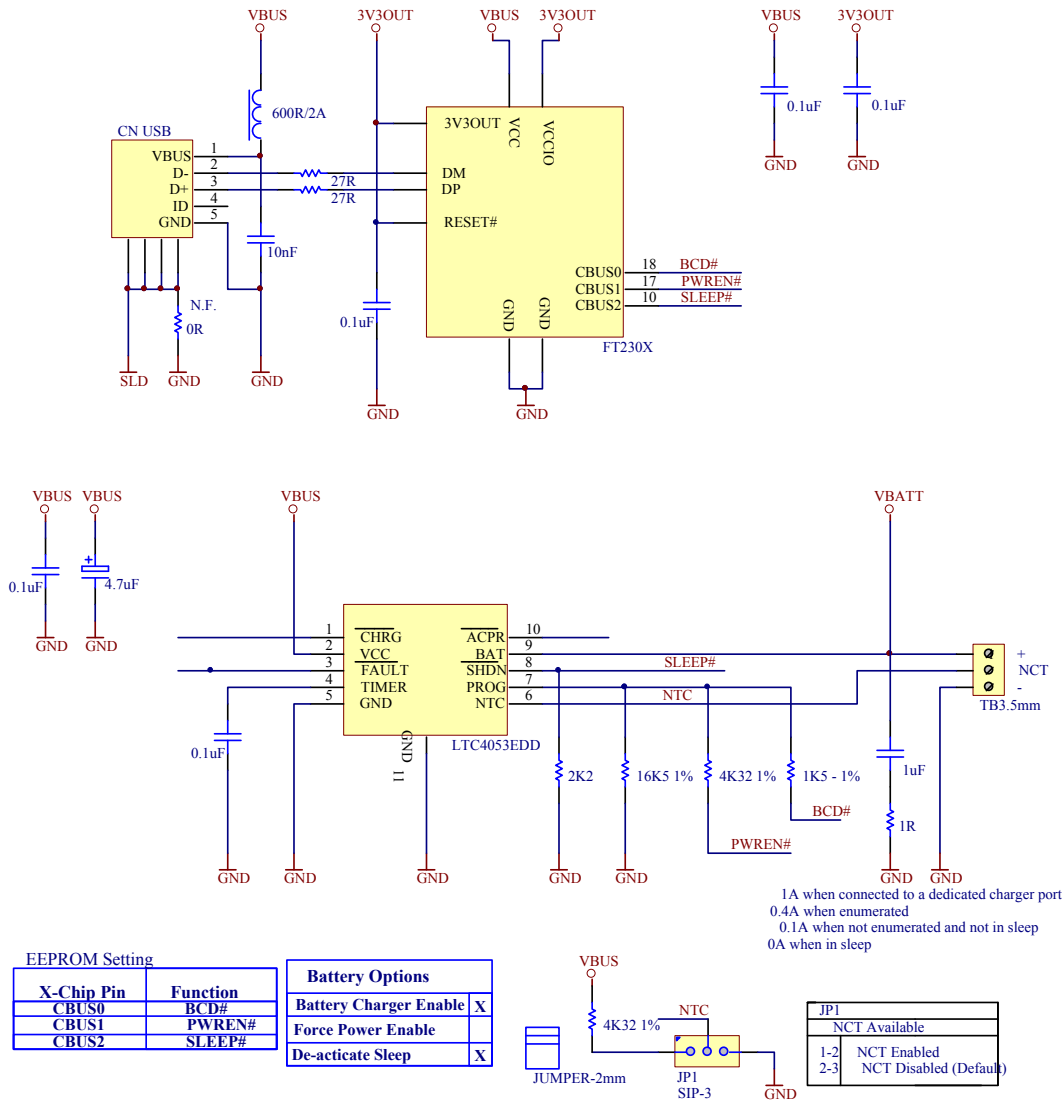 VBUS 3V3OUT VBUS 3V3OUT VBUS 3V3OUT
600R/2A
0.1uF 0.1uF
CN USB
3V3OUT
VCC
VCCIO
VBUS 1
D- 2
D+ 3
ID 4
GND 5
27R
27R
DM
DP
RESET#
GND GND
10nF
CBUS0 18 BCD#
CBUS1 17 PWREN#
CBUS2 10 SLEEP#
N.F.
0R
0.1uF
GND
GND
FT230X
SLD GND GND
GND GND
VBUS VBUS VBUS VBATT
0.1uF 4.7uF
GND GND
1 CHRG
2 VCC
3 FAULT
4 TIMER
5 GND
ACPR 10
BAT 9
SHDN 8 SLEEP#
PROG 7
NTC 6 NTC
GND
11
LTC4053EDD
+
NCT
-
TB3.5mm
0.1uF
2K2 16K5 1% 4K32 1% 1K5 - 1% 1uF
BCD#
1R
PWREN#
GND GND GND GND GND GND GND
1A when connected to a dedicated charger port
0.4A when enumerated
0.1A when not enumerated and not in sleep
0A when in sleep
EEPROM Setting
X-Chip Pin Function
CBUS0 BCD#
CBUS1 PWREN#
CBUS2 SLEEP#
Battery Options
Battery Charger Enable X
Force Power Enable
De-acticate Sleep X
VBUS
4K32 1%
NTC
JUMPER-2mm
JP1
SIP-3
GND
JP1
NCT Available
1-2 NCT Enabled
2-3 NCT Disabled (Default)